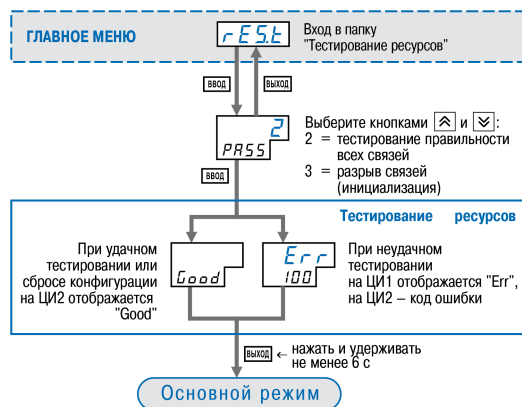 ГЛАВНОЕ МЕНЮ
rES.t
Вход в папку
"Тестирование ресурсов"
ВВОД
ВЫХОД
2
PASS
Выберите кнопками и :
2 = тестирование правильности
всех связей
3 = разрыв связей
(инициализация)
ВВОД
Тестирование ресурсов
При удачном
тестировании или
сбросе конфигурации
на ЦИ2 отображается
"Good"
Good
Err
100
При неудачном
тестировании
на ЦИ1 отображается "Err",
на ЦИ2 – код ошибки
ВЫХОД ← нажать и удерживать
не менее 6 с
Основной режим